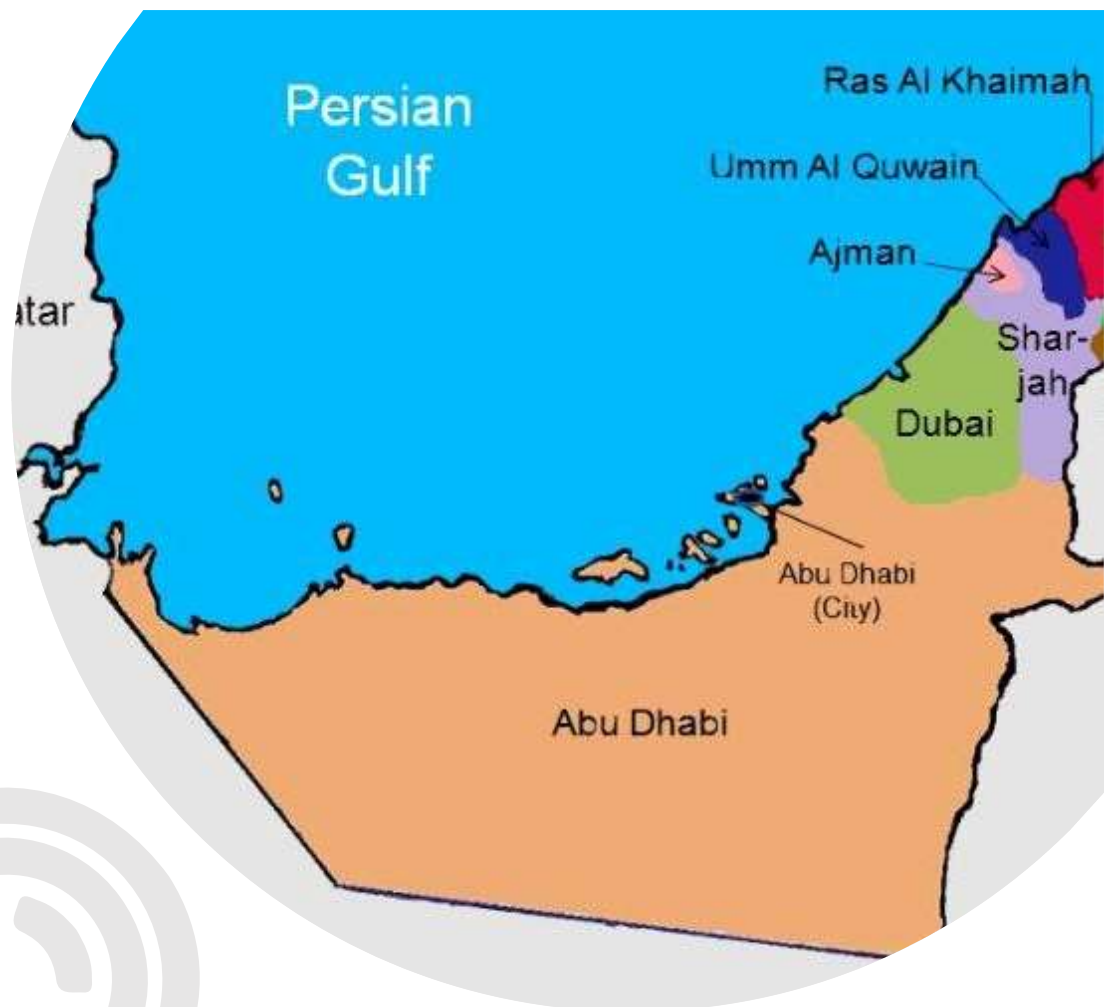 Persian
Gulf
Ras Al Khaimah
Umm Al Quwain
Ajman
atar
Shar-
jah
Dubai
Abu Dhabi
(City)
Abu Dhabi